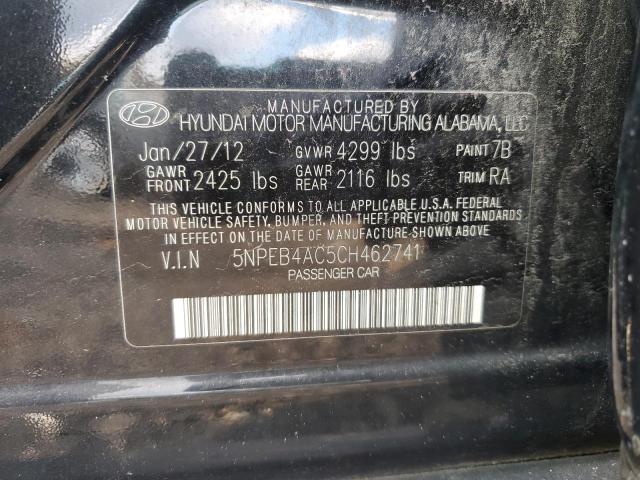 MANUFACTURED BY
HYUNDAI MOTOR MANUFACTURING ALABAMA, LLC
Jan/27/12 GVWR 4299 lbs PAINT 7B
GAWR FRONT 2425 lbs GAWR REAR 2116 lbs TRIM RA
THIS VEHICLE CONFORMS TO ALL APPLICABLE U.S.A. FEDERAL
MOTOR VEHICLE SAFETY, BUMPER, AND THEFT PREVENTION STANDARDS
IN EFFECT ON THE DATE OF MANUFACTURE SHOWN ABOVE
V.I.N 5NPEB4AC5CH462741
PASSENGER CAR